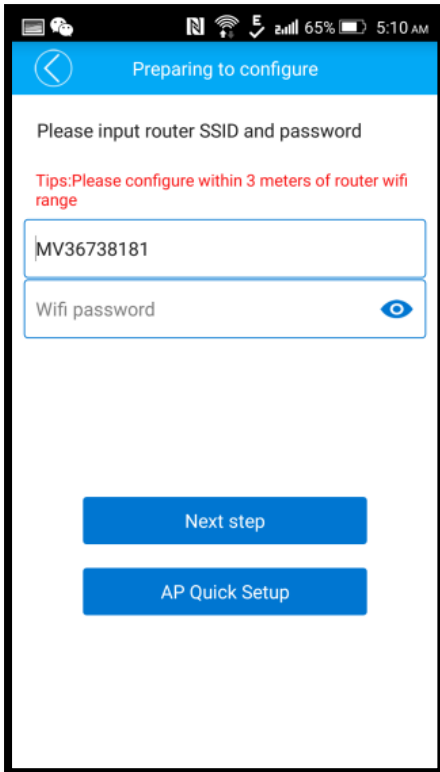 65% 5:10 AM
Preparing to configure
Please input router SSID and password
Tips:Please configure within 3 meters of router wifi
range
MV36738181
Wifi password
Next step
AP Quick Setup